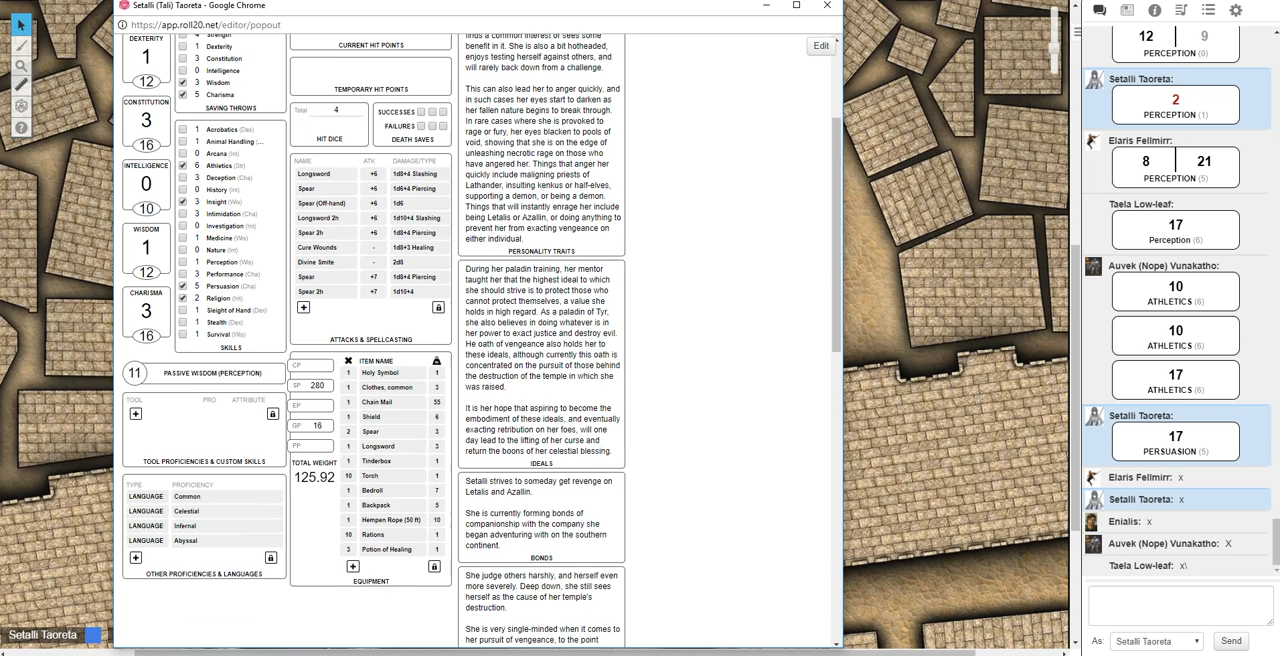 Setalli (Tali) Taoreta - Google Chrome
https://app.roll20.net/editor/popout
Edit
DEXTERITY
1
12
CONSTITUTION
3
16
INTELLIGENCE
0
10
WISDOM
1
12
CHARISMA
3
16
4 Strength
1 Dexterity
3 Constitution
0 Intelligence
3 Wisdom
5 Charisma
SAVING THROWS
1 Acrobatics (Dex)
1 Animal Handling (...
0 Arcana (Int)
6 Athletics (Str)
3 Deception (Cha)
0 History (Int)
3 Insight (Wis)
3 Intimidation (Cha)
0 Investigation (Int)
1 Medicine (Wis)
0 Nature (Int)
1 Perception (Wis)
3 Performance (Cha)
5 Persuasion (Cha)
2 Religion (Int)
1 Sleight of Hand (Dex)
1 Stealth (Dex)
1 Survival (Wis)
SKILLS
11 PASSIVE WISDOM (PERCEPTION)
TOOL PRO ATTRIBUTE
TOOL PROFICIENCIES & CUSTOM SKILLS
TYPE PROFICIENCY
LANGUAGE Common
LANGUAGE Celestial
LANGUAGE Infernal
LANGUAGE Abyssal
OTHER PROFICIENCIES & LANGUAGES
CURRENT HIT POINTS
TEMPORARY HIT POINTS
Total 4
HIT DICE
SUCCESSES
FAILURES
DEATH SAVES
NAME ATK DAMAGE/TYPE
Longsword +6 1d8+4 Slashing
Spear +6 1d6+4 Piercing
Spear (Off-hand) +6 1d6
Longsword 2h +6 1d10+4 Slashing
Spear 2h +6 1d8+4 Piercing
Cure Wounds - 1d8+3 Healing
Divine Smite - 2d8
Spear +7 1d8+4 Piercing
Spear 2h +7 1d10+4
ATTACKS & SPELLCASTING
CP
SP 280
EP
GP 16
PP
TOTAL WEIGHT
125.92
ITEM NAME
1 Holy Symbol 1
1 Clothes, common 3
1 Chain Mail 55
1 Shield 6
2 Spear 3
1 Longsword 3
1 Tinderbox 1
10 Torch 1
1 Bedroll 7
1 Backpack 5
1 Hempen Rope (50 ft) 10
10 Rations 1
3 Potion of Healing 1
EQUIPMENT
finds a common interest or sees some
benefit in it. She is also a bit hotheaded,
enjoys testing herself against others, and
will rarely back down from a challenge.
This can also lead her to anger quickly, and
in such cases her eyes start to darken as
her fallen nature begins to break through.
In rare cases where she is provoked to
rage or fury, her eyes blacken to pools of
void, showing that she is on the edge of
unleashing necrotic rage on those who
have angered her. Things that anger her
quickly include maligning priests of
Lathander, insulting kenkus or half-elves,
supporting a demon, or being a demon.
Things that will instantly enrage her include
being Letalis or Azallin, or doing anything to
prevent her from exacting vengeance on
either individual.
PERSONALITY TRAITS
During her paladin training, her mentor
taught her that the highest ideal to which
she should strive is to protect those who
cannot protect themselves, a value she
holds in high regard. As a paladin of Tyr,
she also believes in doing whatever is in
her power to exact justice and destroy evil.
He oath of vengeance also holds her to
these ideals, although currently this oath is
concentrated on the pursuit of those behind
the destruction of the temple in which she
was raised.
It is her hope that aspiring to become the
embodiment of these ideals, and eventually
exacting retribution on her foes, will one
day lead to the lifting of her curse and
return the boons of her celestial blessing.
IDEALS
Setalli strives to someday get revenge on
Letalis and Azallin.
She is currently forming bonds of
companionship with the company she
began adventuring with on the southern
continent.
BONDS
She judge others harshly, and herself even
more severely. Deep down, she still sees
herself as the cause of her temple's
destruction.
She is very single-minded when it comes to
her pursuit of vengeance, to the point
Setalli Taoreta
12 9
PERCEPTION (0)
Setalli Taoreta:
2
PERCEPTION (1)
Elaris Fellmirr:
8 21
PERCEPTION (5)
Taela Low-leaf:
17
Perception (6)
Auvek (Nope) Vunakatho:
10
ATHLETICS (6)
10
ATHLETICS (6)
17
ATHLETICS (6)
Setalli Taoreta:
17
PERSUASION (5)
Elaris Fellmirr: x
Setalli Taoreta: x
Enialis: x
Auvek (Nope) Vunakatho: X
Taela Low-leaf: x\
As: Setalli Taoreta Send